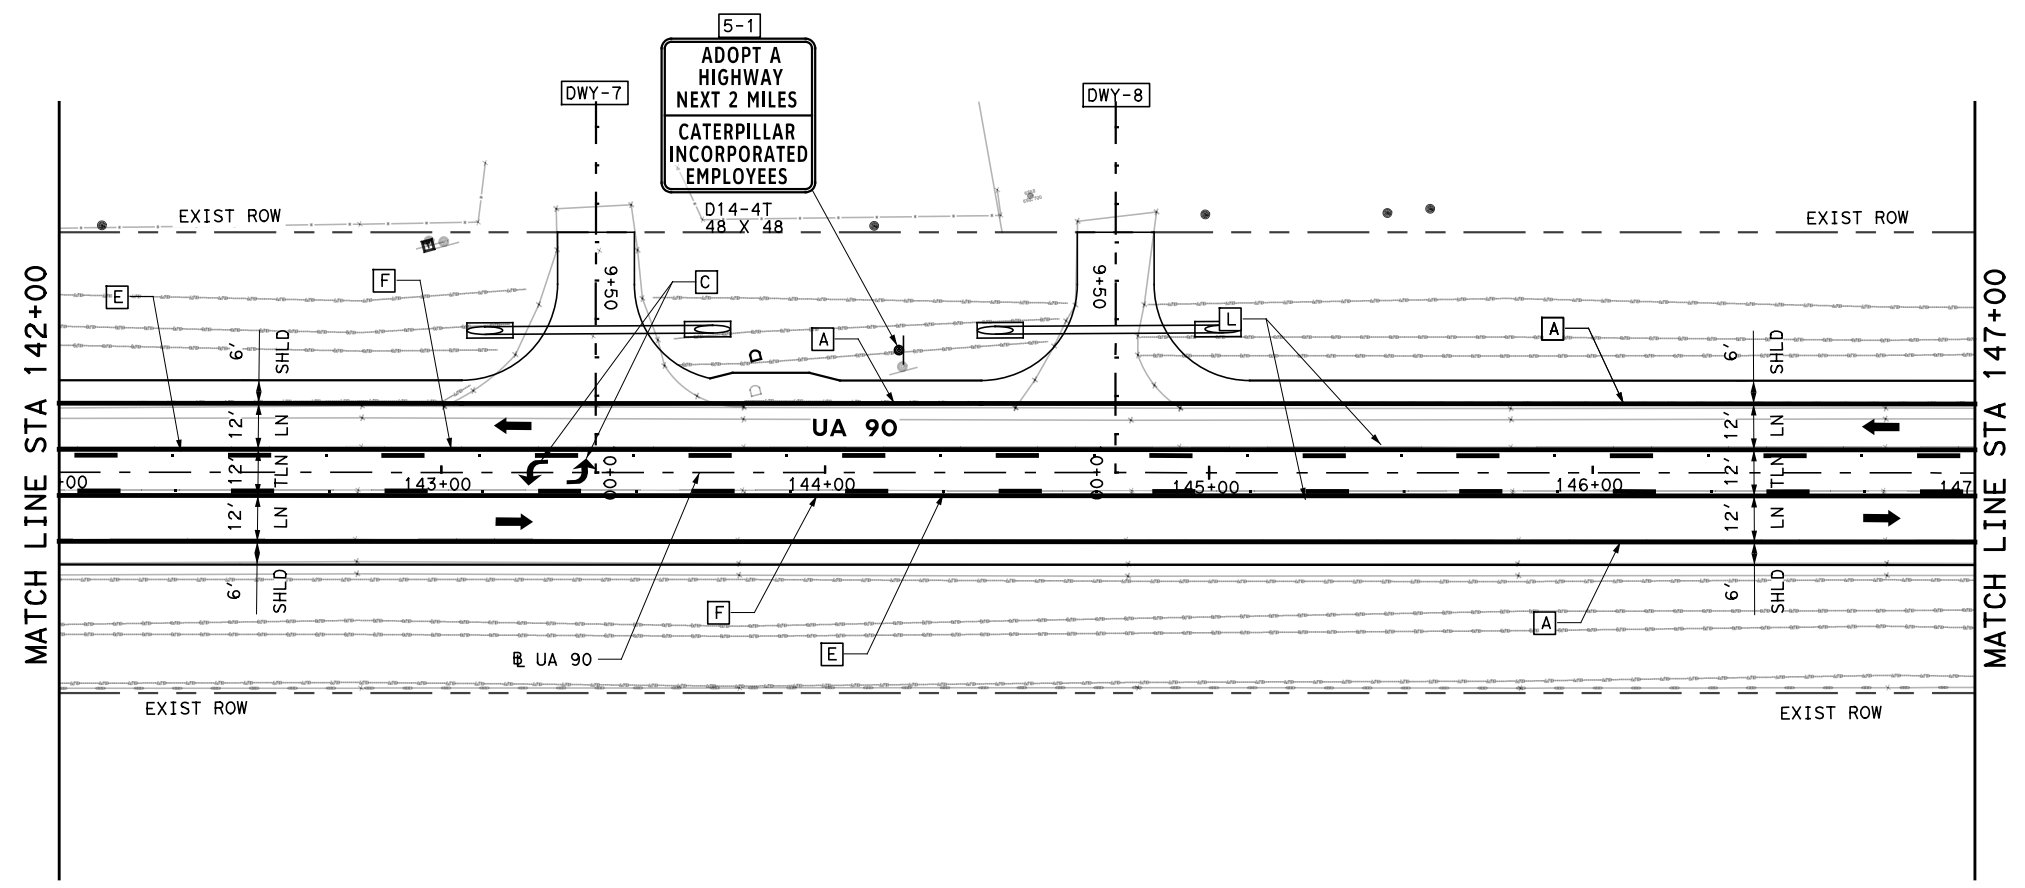 5-1
ADOPT A
HIGHWAY
NEXT 2 MILES
CATERPILLAR
INCORPORATED
EMPLOYEES
D14-4T
48 X 48
DWY-7
DWY-8
EXIST ROW
EXIST ROW
MATCH LINE STA 142+00
MATCH LINE STA 147+00
E
F
C
A
L
A
9+50
9+50
D
D
6'
SHLD
12'
LN
12'
TLN
12'
LN
6'
SHLD
6'
SHLD
12'
LN
12'
TLN
12'
LN
6'
SHLD
UA 90
+00
143+00
144+00
145+00
146+00
147
F
E
A
BL UA 90
EXIST ROW
EXIST ROW